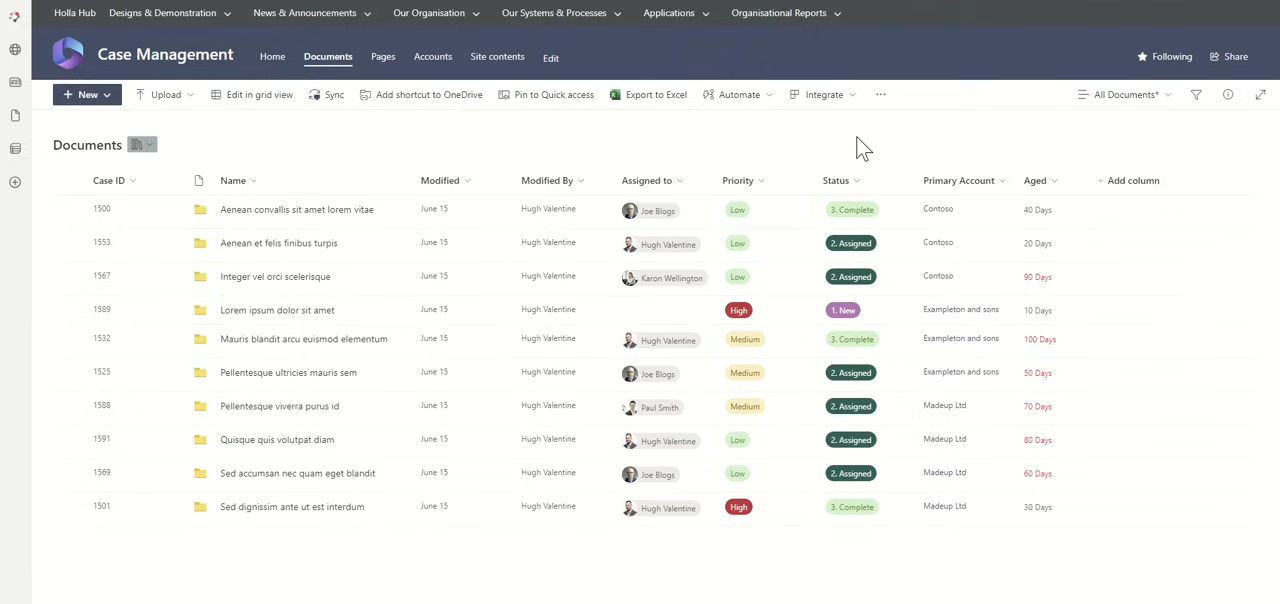 Holla Hub Designs & Demonstration News & Announcements Our Organisation Our Systems & Processes Applications Organisational Reports
Case Management Home Documents Pages Accounts Site contents Edit Following Share
+ New Upload Edit in grid view Sync Add shortcut to OneDrive Pin to Quick access Export to Excel Automate Integrate ... All Documents*
Documents
Case ID Name Modified Modified By Assigned to Priority Status Primary Account Aged + Add column
1500 Aenean convallis sit amet lorem vitae June 15 Hugh Valentine Joe Blogs Low 3. Complete Contoso 40 Days
1553 Aenean et felis finibus turpis June 15 Hugh Valentine Hugh Valentine Low 2. Assigned Contoso 20 Days
1567 Integer vel orci scelerisque June 15 Hugh Valentine Karon Wellington Low 2. Assigned Contoso 90 Days
1589 Lorem ipsum dolor sit amet June 15 Hugh Valentine High 1. New Exampleton and sons 10 Days
1532 Mauris blandit arcu euismod elementum June 15 Hugh Valentine Hugh Valentine Medium 3. Complete Exampleton and sons 100 Days
1525 Pellentesque ultricies mauris sem June 15 Hugh Valentine Joe Blogs Medium 2. Assigned Exampleton and sons 50 Days
1588 Pellentesque viverra purus id June 15 Hugh Valentine Paul Smith Medium 2. Assigned Madeup Ltd 70 Days
1591 Quisque quis volutpat diam June 15 Hugh Valentine Hugh Valentine Low 2. Assigned Madeup Ltd 80 Days
1569 Sed accumsan nec quam eget blandit June 15 Hugh Valentine Joe Blogs Low 2. Assigned Madeup Ltd 60 Days
1501 Sed dignissim ante ut est interdum June 15 Hugh Valentine Hugh Valentine High 3. Complete Madeup Ltd 30 Days